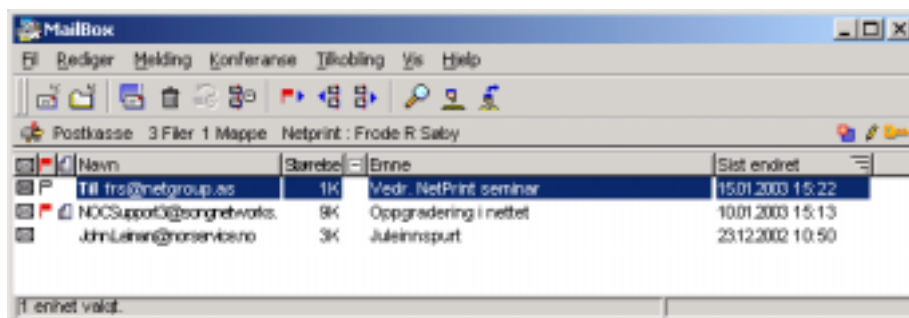 MailBox
Fil Rediger Melding Konferanse Tilkobling Vis Hjelp
Postkasse 3 Filer 1 Mappe Netprint : Frode R Søby
Navn Størrelse Emne Sist endret
Till frs@netgroup.as 1K Vedr. NetPrint seminar 15.01.2003 15:22
NOCSupport3@songnetworks. 9K Oppgradering i nettet 10.01.2003 15:13
John.Leinan@norservice.no 3K Juleinnspurt 23.12.2002 10:50
1 enhet valgt.